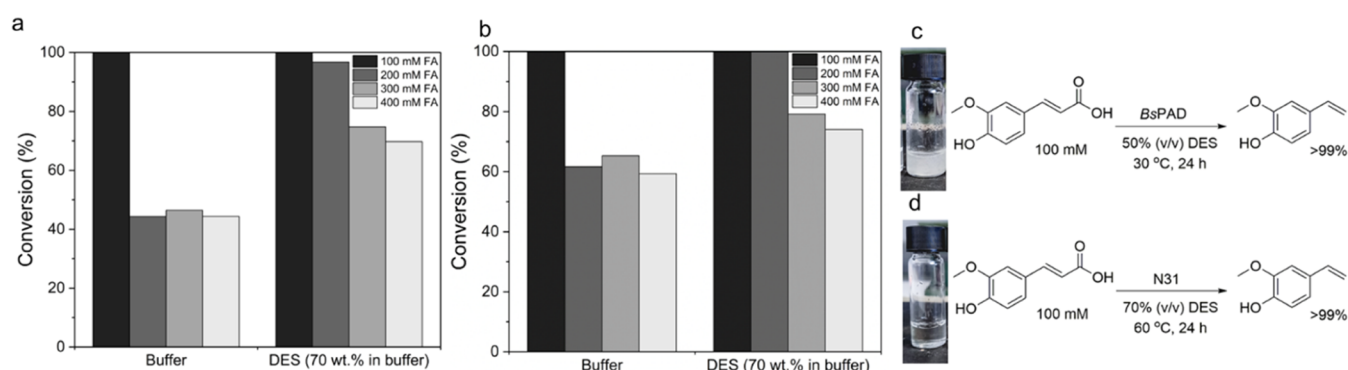 a
100
80
60
40
20
0
Conversion (%)
100 mM FA
200 mM FA
300 mM FA
400 mM FA
Buffer
DES (70 wt.% in buffer)
b
100
80
60
40
20
0
Conversion (%)
100 mM FA
200 mM FA
300 mM FA
400 mM FA
Buffer
DES (70 wt.% in buffer)
c
O
HO
O
OH
100 mM
BsPAD
50% (v/v) DES
30 °C, 24 h
O
HO
>99%
d
O
HO
O
OH
100 mM
N31
70% (v/v) DES
60 °C, 24 h
O
HO
>99%